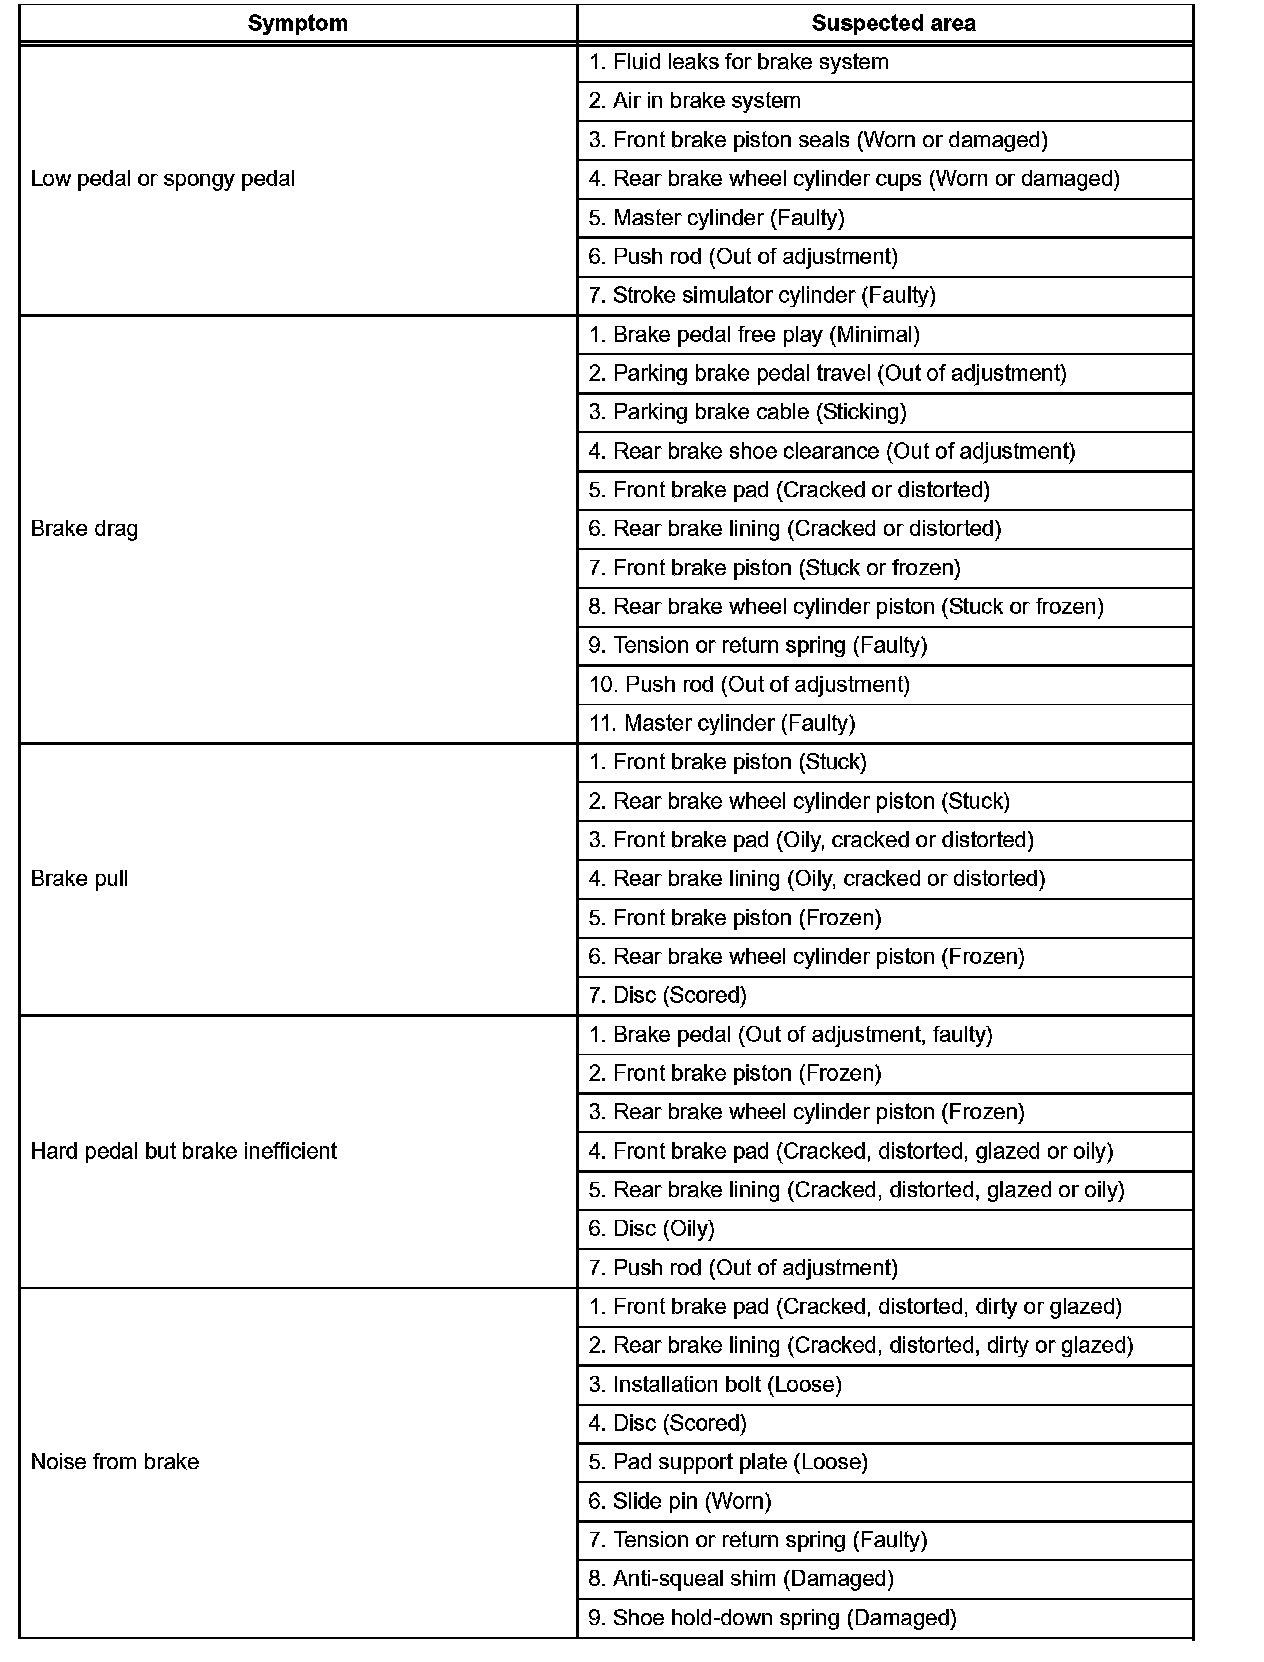 Symptom Suspected area
Low pedal or spongy pedal
1. Fluid leaks for brake system
2. Air in brake system
3. Front brake piston seals (Worn or damaged)
4. Rear brake wheel cylinder cups (Worn or damaged)
5. Master cylinder (Faulty)
6. Push rod (Out of adjustment)
7. Stroke simulator cylinder (Faulty)
Brake drag
1. Brake pedal free play (Minimal)
2. Parking brake pedal travel (Out of adjustment)
3. Parking brake cable (Sticking)
4. Rear brake shoe clearance (Out of adjustment)
5. Front brake pad (Cracked or distorted)
6. Rear brake lining (Cracked or distorted)
7. Front brake piston (Stuck or frozen)
8. Rear brake wheel cylinder piston (Stuck or frozen)
9. Tension or return spring (Faulty)
10. Push rod (Out of adjustment)
11. Master cylinder (Faulty)
Brake pull
1. Front brake piston (Stuck)
2. Rear brake wheel cylinder piston (Stuck)
3. Front brake pad (Oily, cracked or distorted)
4. Rear brake lining (Oily, cracked or distorted)
5. Front brake piston (Frozen)
6. Rear brake wheel cylinder piston (Frozen)
7. Disc (Scored)
Hard pedal but brake inefficient
1. Brake pedal (Out of adjustment, faulty)
2. Front brake piston (Frozen)
3. Rear brake wheel cylinder piston (Frozen)
4. Front brake pad (Cracked, distorted, glazed or oily)
5. Rear brake lining (Cracked, distorted, glazed or oily)
6. Disc (Oily)
7. Push rod (Out of adjustment)
Noise from brake
1. Front brake pad (Cracked, distorted, dirty or glazed)
2. Rear brake lining (Cracked, distorted, dirty or glazed)
3. Installation bolt (Loose)
4. Disc (Scored)
5. Pad support plate (Loose)
6. Slide pin (Worn)
7. Tension or return spring (Faulty)
8. Anti-squeal shim (Damaged)
9. Shoe hold-down spring (Damaged)